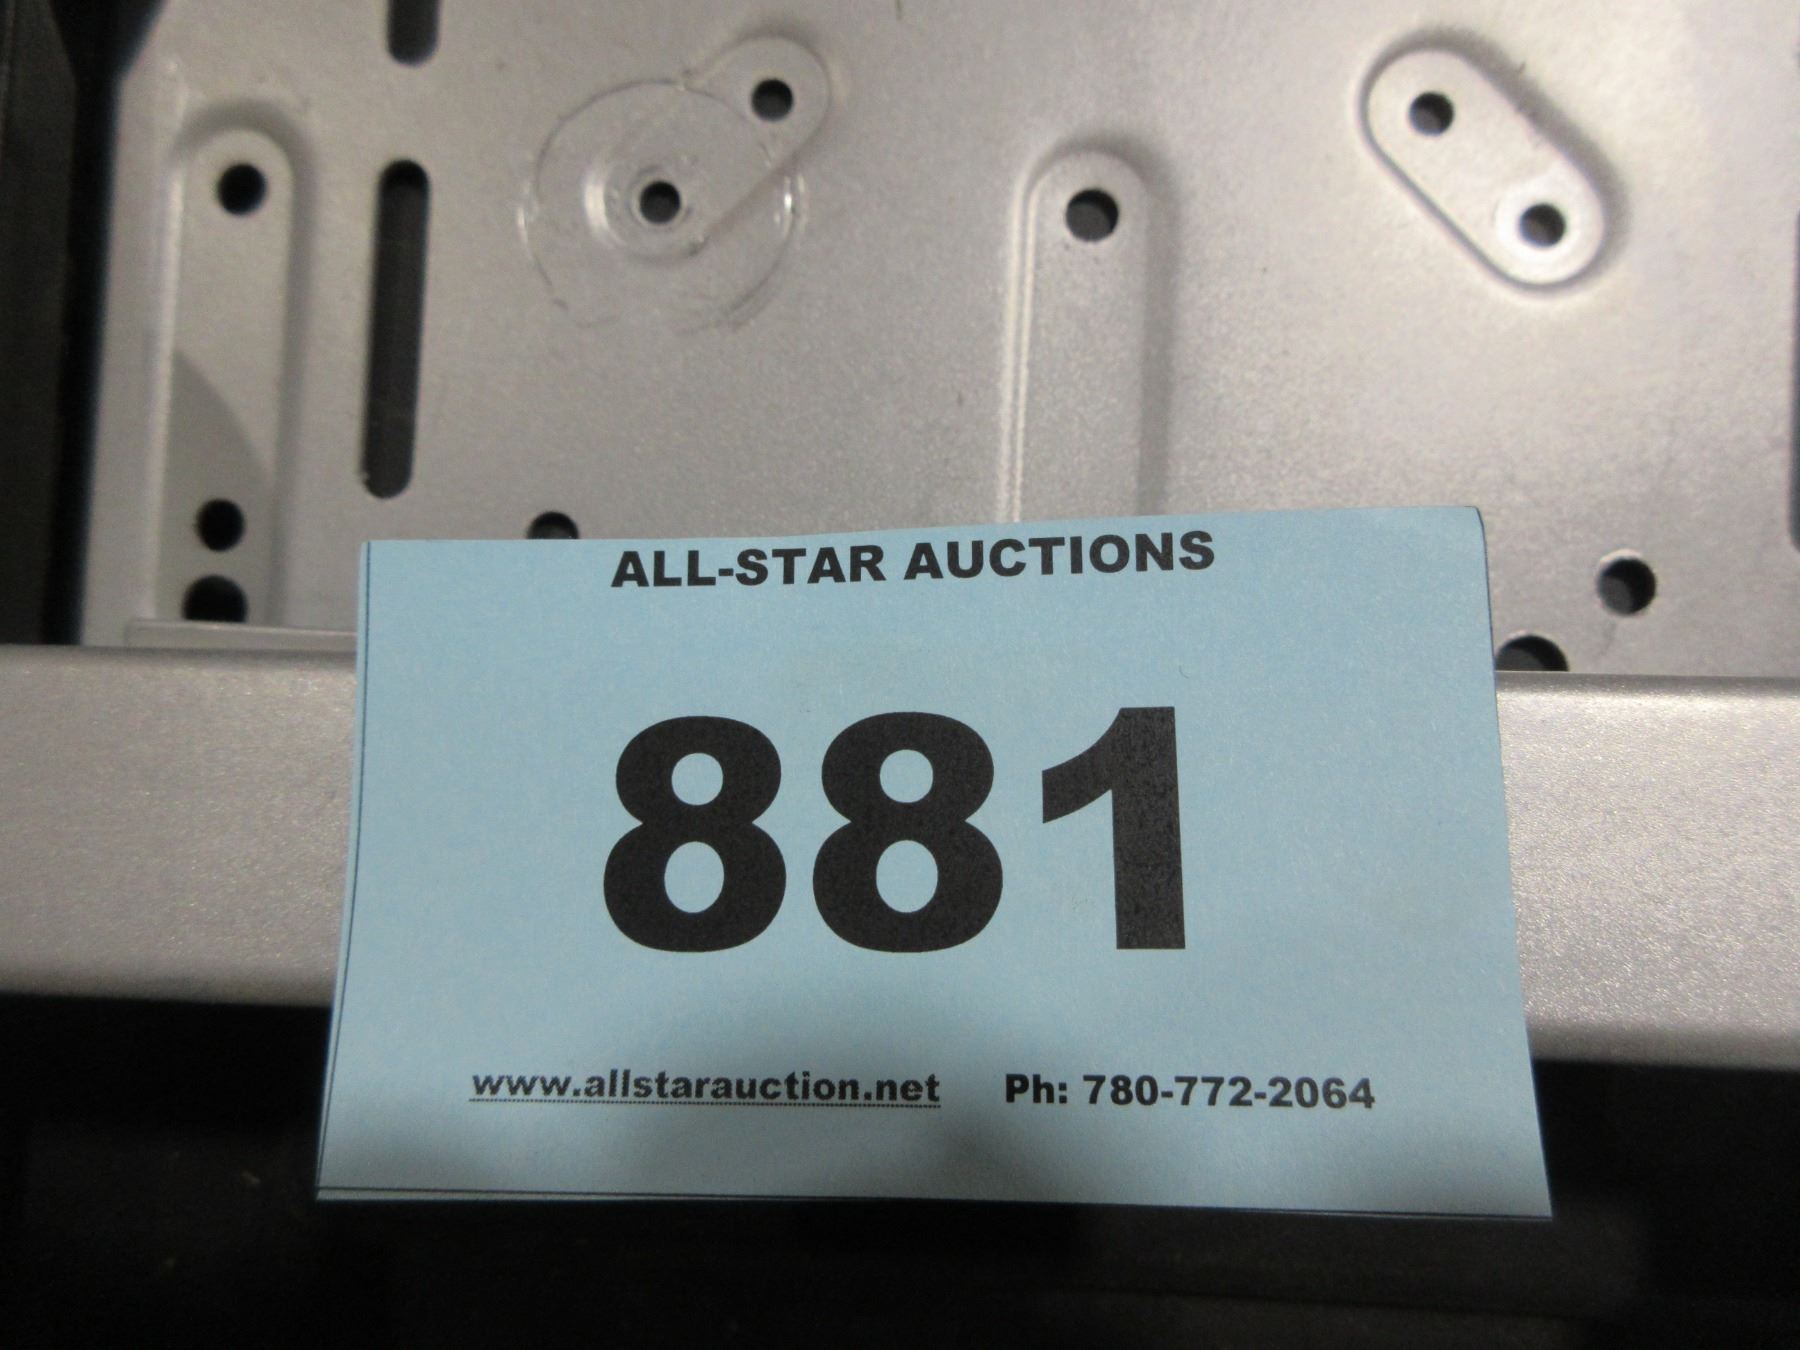 ALL-STAR AUCTIONS
881
www.allstarauction.net Ph: 780-772-2064